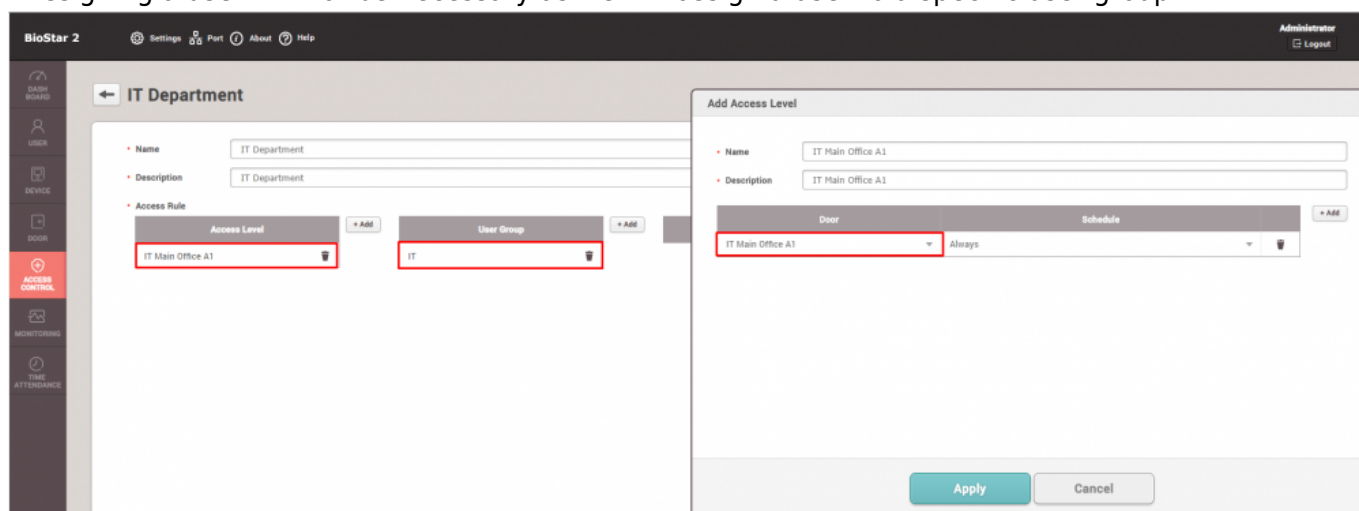 BioStar 2
Settings Port About Help
Administrator
Logout
DASH
BOARD
USER
DEVICE
DOOR
ACCESS
CONTROL
MONITORING
TIME
ATTENDANCE
IT Department
• Name IT Department
• Description IT Department
• Access Rule
Access Level + Add User Group + Add
IT Main Office A1 IT
Add Access Level
• Name IT Main Office A1
• Description IT Main Office A1
Door Schedule + Add
IT Main Office A1 Always
Apply Cancel